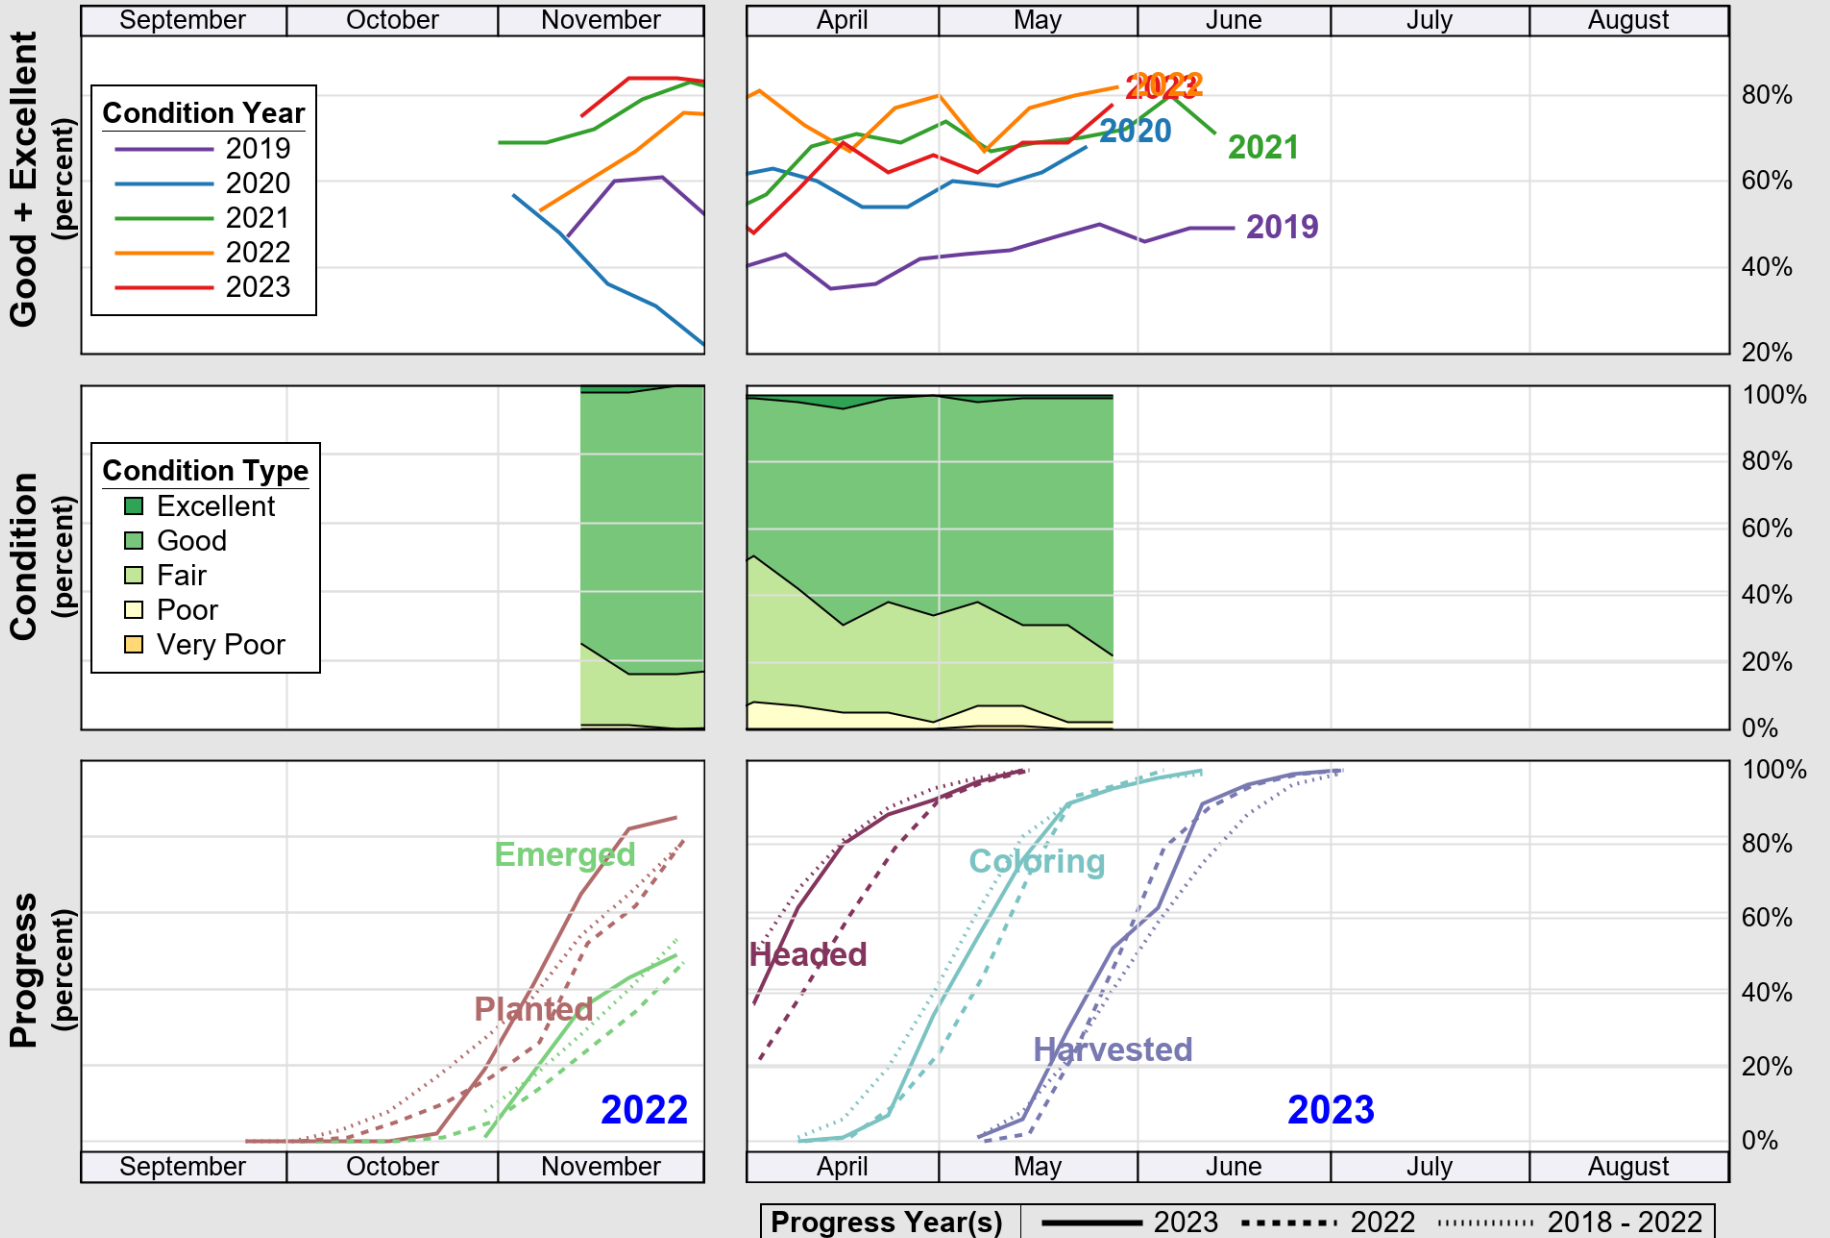 September October November April May June July August
Good + Excellent
(percent)
Condition Year
2019
2020
2021
2022
2023
2022
2023
2020
2021
2019
80%
60%
40%
20%
Condition
(percent)
Condition Type
Excellent
Good
Fair
Poor
Very Poor
100%
80%
60%
40%
20%
0%
Progress
(percent)
Emerged
Planted
2022
Headed
Coloring
Harvested
2023
100%
80%
60%
40%
20%
0%
September October November April May June July August
Progress Year(s) 2023 2022 2018 - 2022